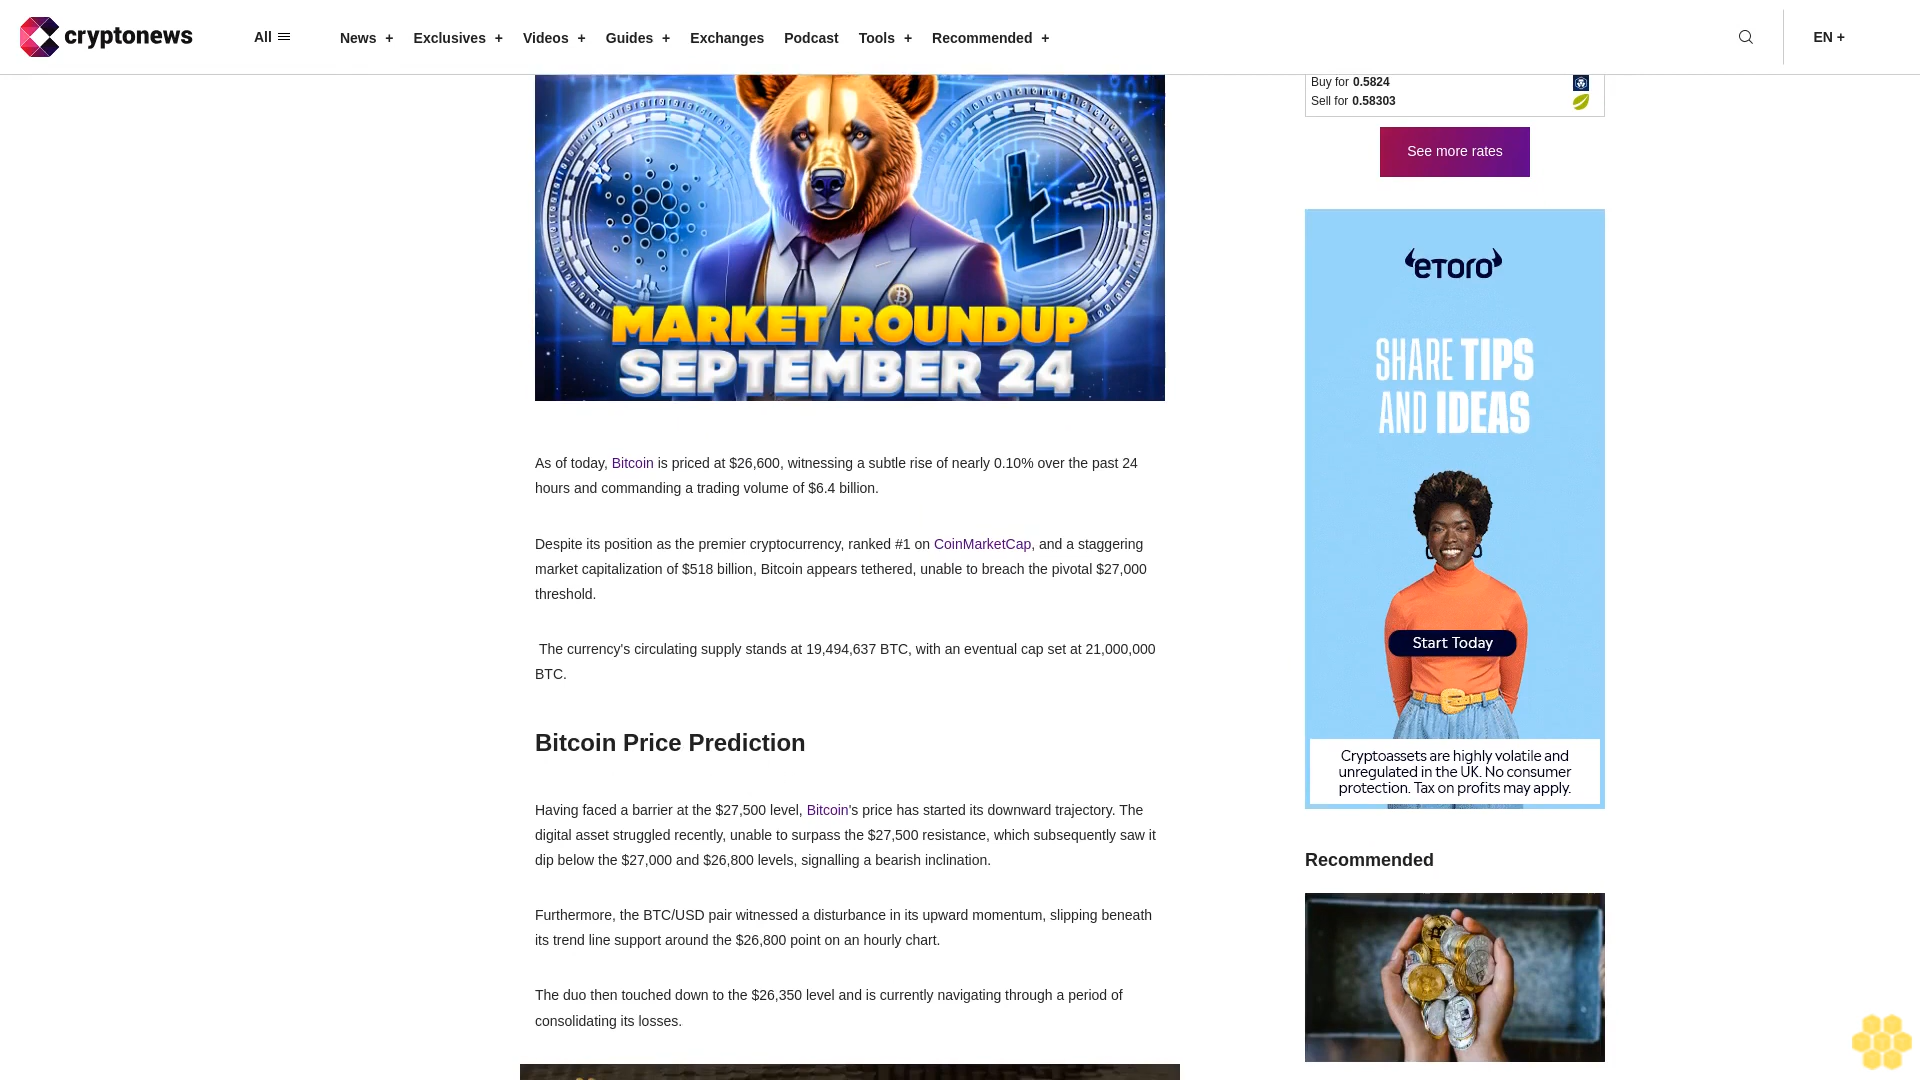 cryptonews
All
News +
Exclusives +
Videos +
Guides +
Exchanges
Podcast
Tools +
Recommended +
EN +
MARKET ROUNDUP
SEPTEMBER 24
As of today, Bitcoin is priced at $26,600, witnessing a subtle rise of nearly 0.10% over the past 24
hours and commanding a trading volume of $6.4 billion.
Despite its position as the premier cryptocurrency, ranked #1 on CoinMarketCap, and a staggering
market capitalization of $518 billion, Bitcoin appears tethered, unable to breach the pivotal $27,000
threshold.
The currency's circulating supply stands at 19,494,637 BTC, with an eventual cap set at 21,000,000
BTC.
Bitcoin Price Prediction
Having faced a barrier at the $27,500 level, Bitcoin's price has started its downward trajectory. The
digital asset struggled recently, unable to surpass the $27,500 resistance, which subsequently saw it
dip below the $27,000 and $26,800 levels, signalling a bearish inclination.
Furthermore, the BTC/USD pair witnessed a disturbance in its upward momentum, slipping beneath
its trend line support around the $26,800 point on an hourly chart.
The duo then touched down to the $26,350 level and is currently navigating through a period of
consolidating its losses.
Buy for 0.5824
Sell for 0.58303
See more rates
eToro
SHARE TIPS
AND IDEAS
Start Today
Cryptoassets are highly volatile and
unregulated in the UK. No consumer
protection. Tax on profits may apply.
Recommended